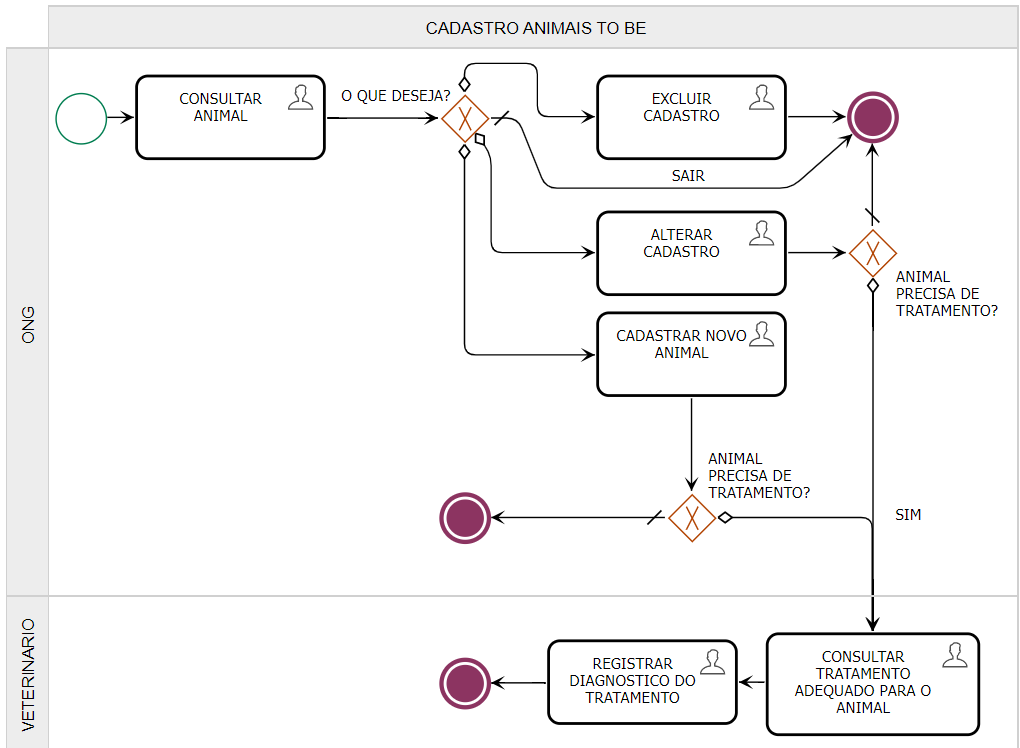 CADASTRO ANIMAIS TO BE
ONG
CONSULTAR
ANIMAL
O QUE DESEJA?
EXCLUIR
CADASTRO
SAIR
ALTERAR
CADASTRO
ANIMAL
PRECISA DE
TRATAMENTO?
CADASTRAR NOVO
ANIMAL
ANIMAL
PRECISA DE
TRATAMENTO?
SIM
VETERINARIO
REGISTRAR
DIAGNOSTICO DO
TRATAMENTO
CONSULTAR
TRATAMENTO
ADEQUADO PARA O
ANIMAL